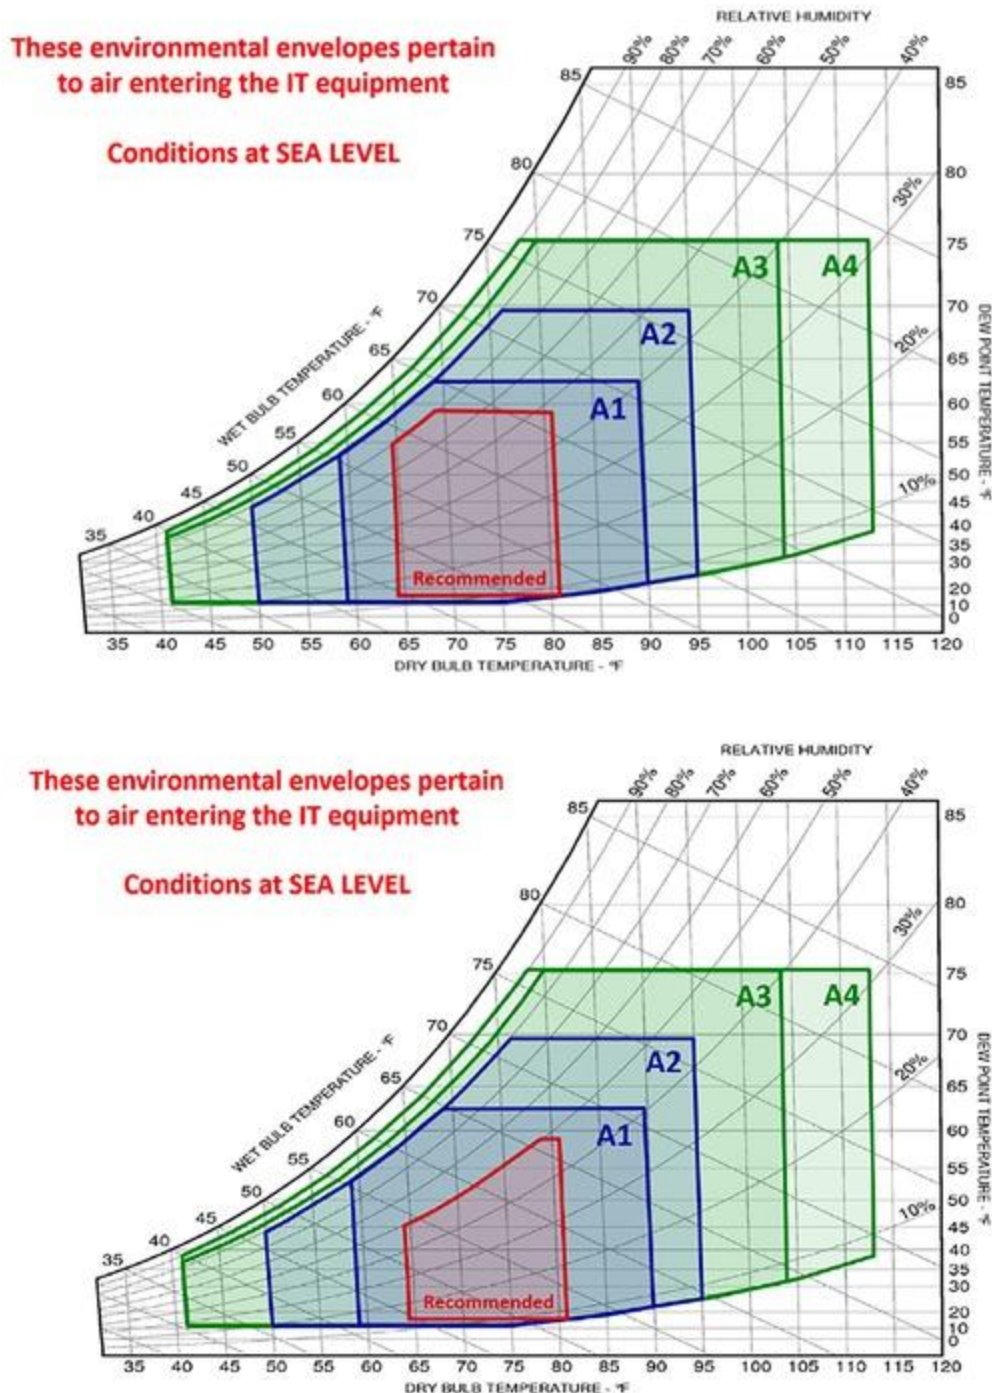 RELATIVE HUMIDITY
These environmental envelopes pertain
to air entering the IT equipment
Conditions at SEA LEVEL
90% 80% 70% 60% 50% 40%
30%
20%
10%
WET BULB TEMPERATURE - °F
35 40 45 50 55 60 65 70 75 80 85
A3
A4
A2
A1
Recommended
85
80
75
70
65
60
55
50
45
40
35
30
20
10
0
DEW POINT TEMPERATURE - °F
35 40 45 50 55 60 65 70 75 80 85 90 95 100 105 110 115 120
DRY BULB TEMPERATURE - °F
RELATIVE HUMIDITY
These environmental envelopes pertain
to air entering the IT equipment
Conditions at SEA LEVEL
90% 80% 70% 60% 50% 40%
30%
20%
10%
WET BULB TEMPERATURE - °F
35 40 45 50 55 60 65 70 75 80 85
A3
A4
A2
A1
Recommended
85
80
75
70
65
60
55
50
45
40
35
30
20
10
0
DEW POINT TEMPERATURE - °F
35 40 45 50 55 60 65 70 75 80 85 90 95 100 105 110 115 120
DRY BULB TEMPERATURE - °F